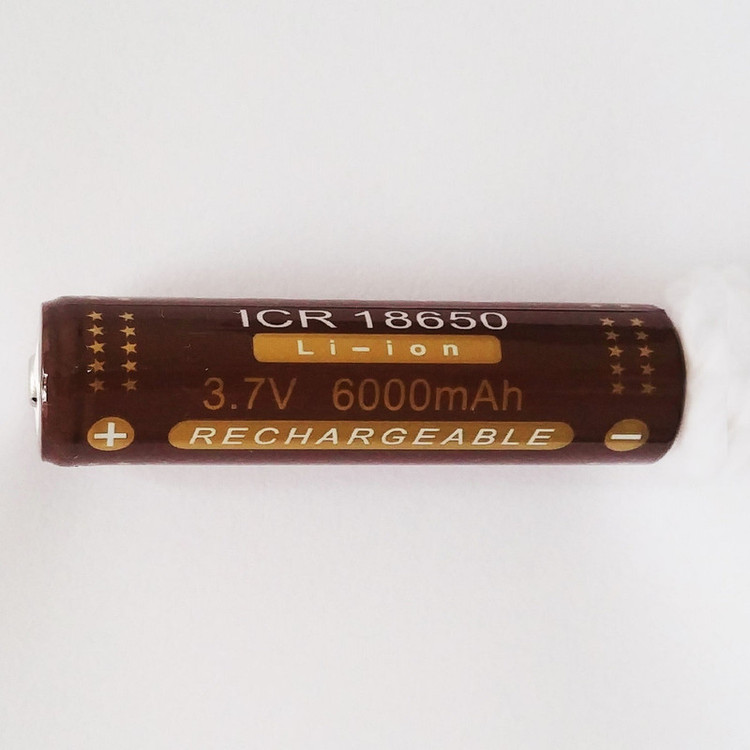 ICR 18650
Li-ion
3.7V 6000mAh
+ RECHARGEABLE −